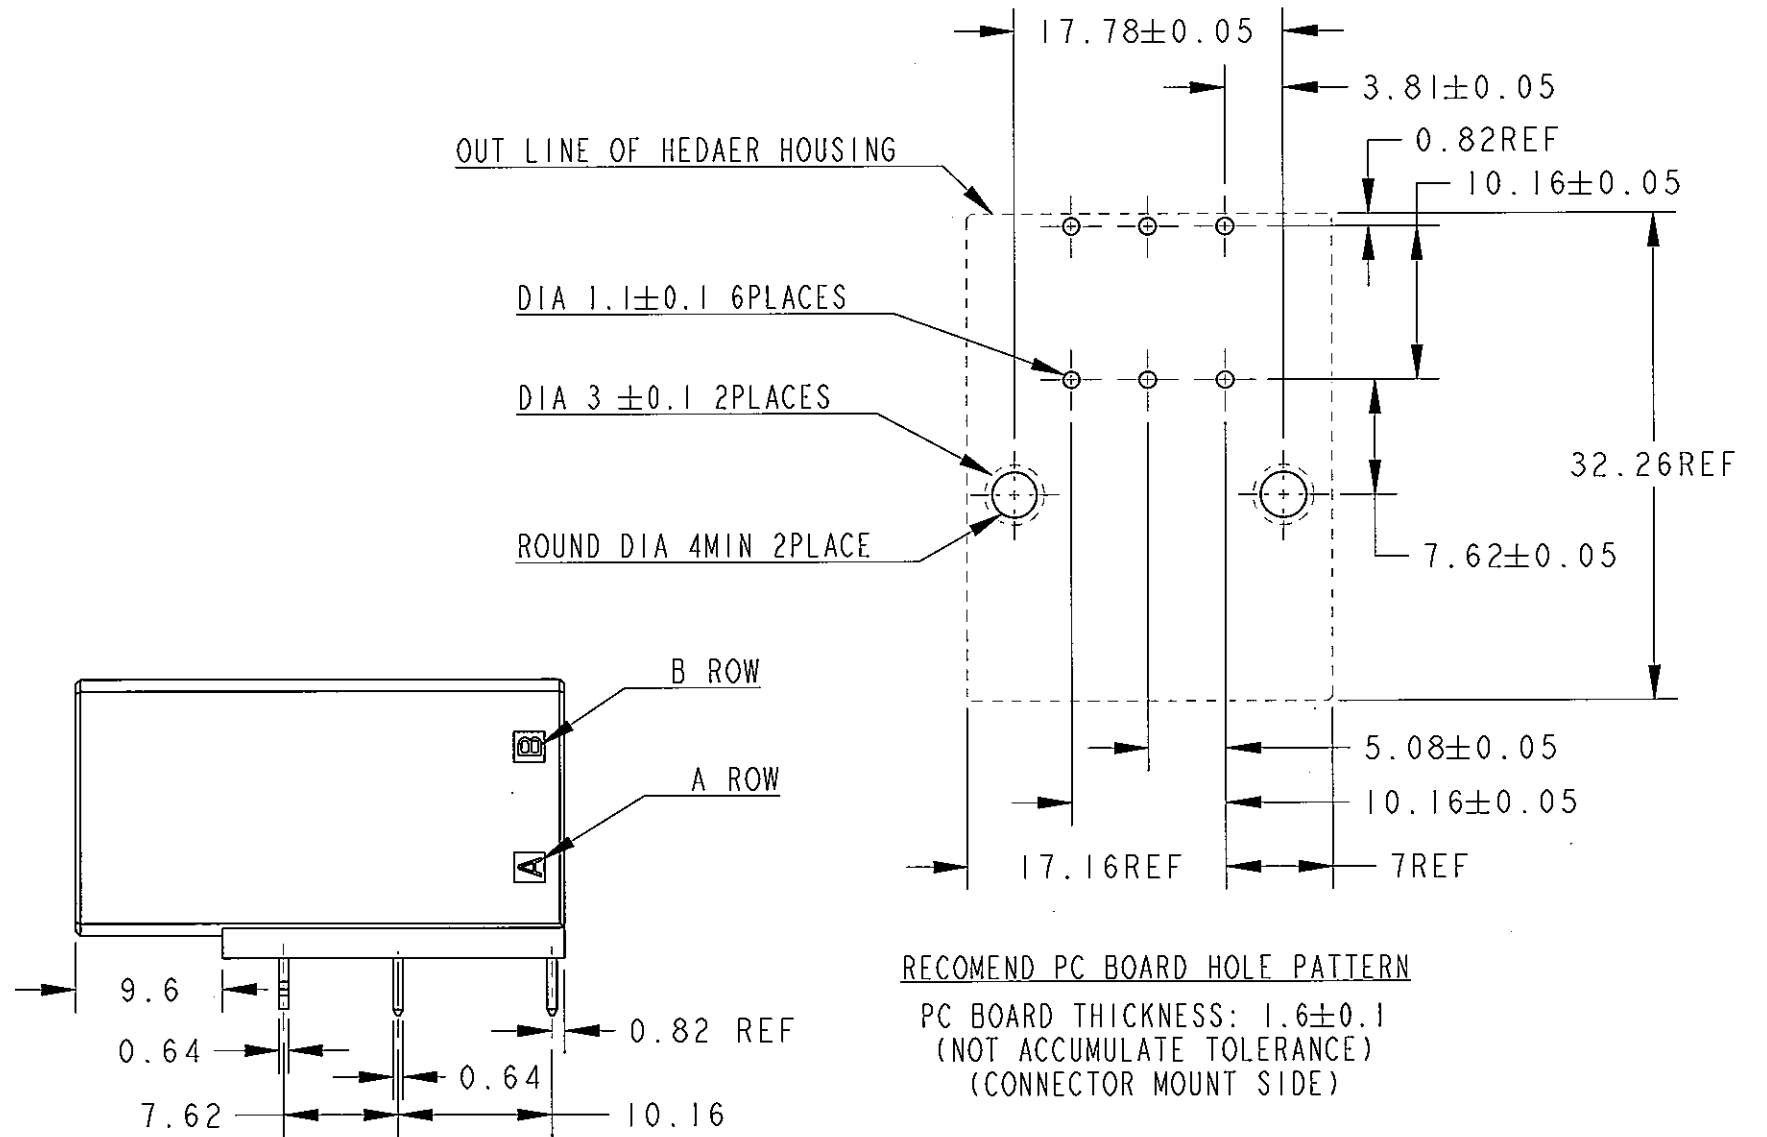 17.78±0.05
3.81±0.05
0.82REF
10.16±0.05
OUT LINE OF HEDAER HOUSING
DIA 1.1±0.1 6PLACES
DIA 3 ±0.1 2PLACES
32.26REF
ROUND DIA 4MIN 2PLACE
7.62±0.05
B ROW
B
5.08±0.05
A ROW
10.16±0.05
A
17.16REF
7REF
RECOMEND PC BOARD HOLE PATTERN
9.6
PC BOARD THICKNESS: 1.6±0.1
0.82 REF
(NOT ACCUMULATE TOLERANCE)
0.64
0.64
(CONNECTOR MOUNT SIDE)
7.62
10.16